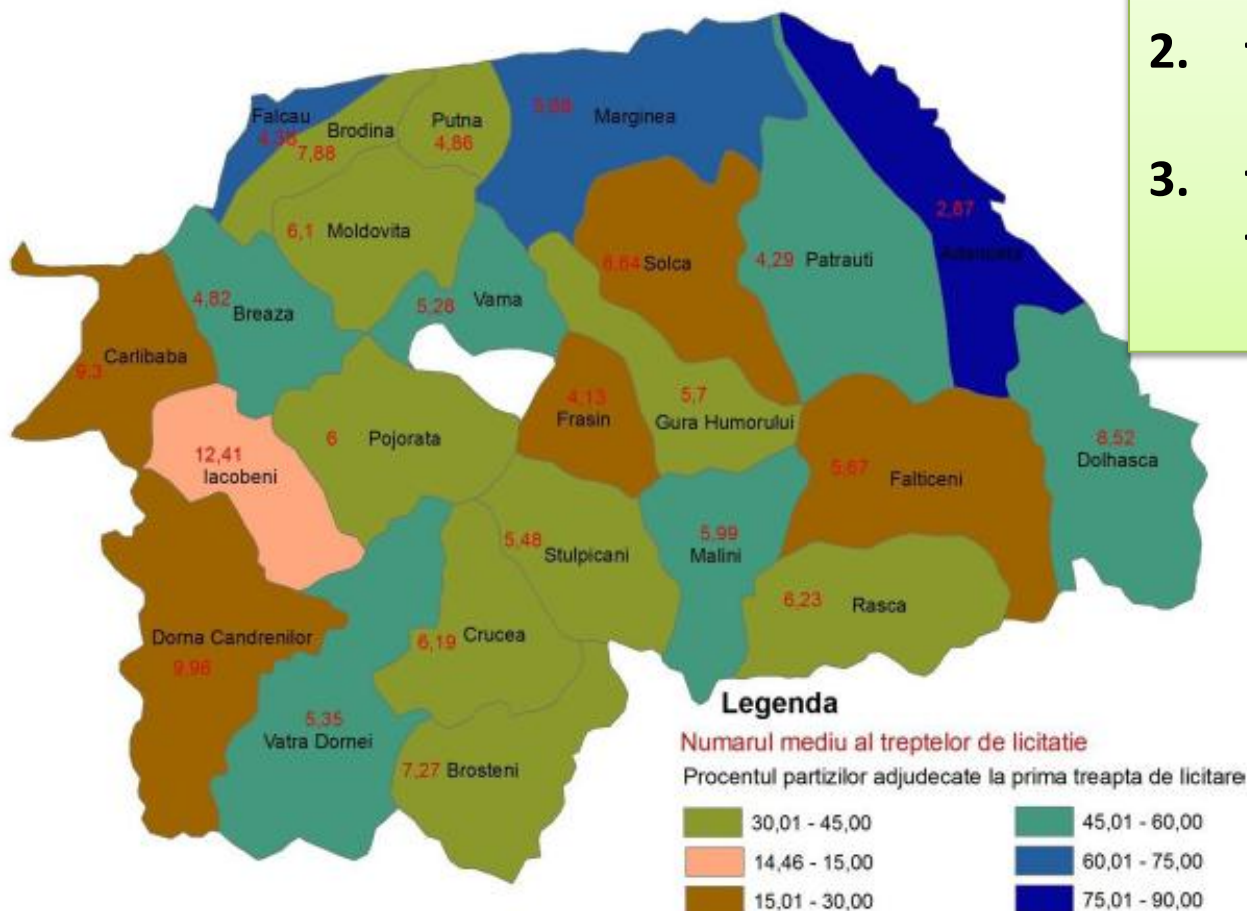 2.
3.
Falcau
4,38
Brodina
7,88
Putna
4,86
Marginea
Moldovita
6,1
2,87
Solca
4,29 Patrauti
4,82
Breaza
5,28
Vama
Carlibaba
9,3
4,13
Frasin
5,7
Gura Humorului
8,52
Dolhasca
6 Pojorata
12,41
Iacobeni
5,67
Falticeni
5,48 Stulpicani
5,99
Malini
6,23 Rasca
Dorna Candrenilor
9,96
6,19 Crucea
5,35
Vatra Dornei
7,27 Brosteni
Legenda
Numarul mediu al treptelor de licitatie
Procentul partizilor adjudecate la prima treapta de licitare
30,01 - 45,00
45,01 - 60,00
14,46 - 15,00
60,01 - 75,00
15,01 - 30,00
75,01 - 90,00